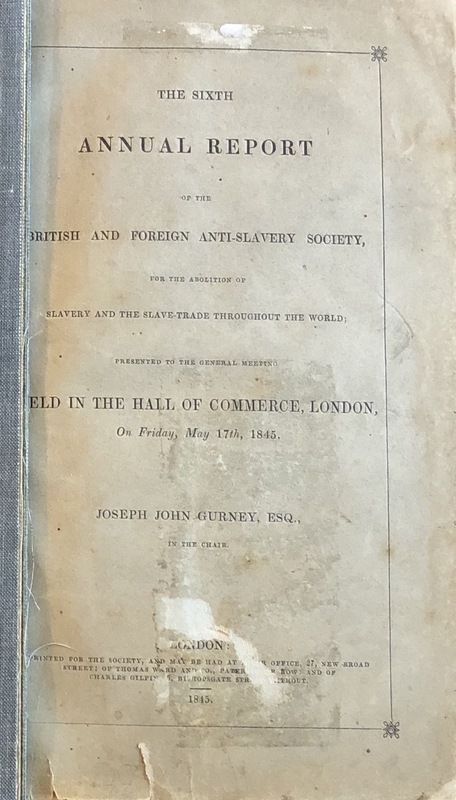 THE SIXTH
ANNUAL REPORT
OF THE
BRITISH AND FOREIGN ANTI-SLAVERY SOCIETY,
FOR THE ABOLITION OF
SLAVERY AND THE SLAVE-TRADE THROUGHOUT THE WORLD;
PRESENTED TO THE GENERAL MEETING
ELD IN THE HALL OF COMMERCE, LONDON,
On Friday, May 17th, 1845.
JOSEPH JOHN GURNEY, ESQ.,
IN THE CHAIR.
LONDON:
PRINTED FOR THE SOCIETY, AND MAY BE HAD AT OFFICE, 27, NEW BROAD
STREET; OF THOMAS WARD AND CO., ROW; AND OF
CHARLES
1845.